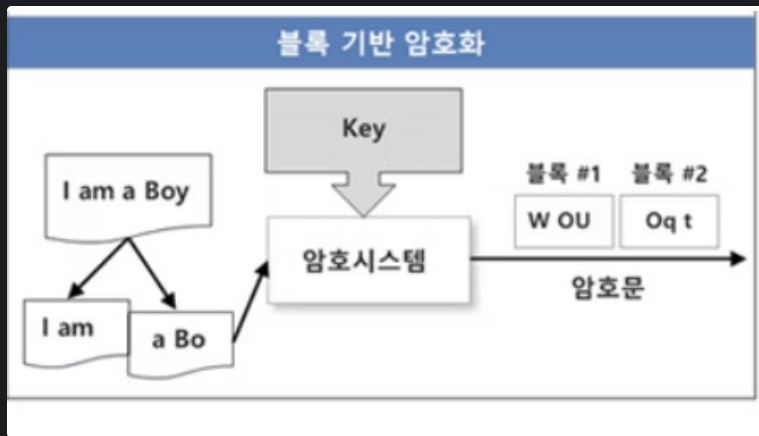 블록 기반 암호화
Key
I am a Boy
블록 #1 블록 #2
W OU Oq t
암호시스템
암호문
I am
a Bo